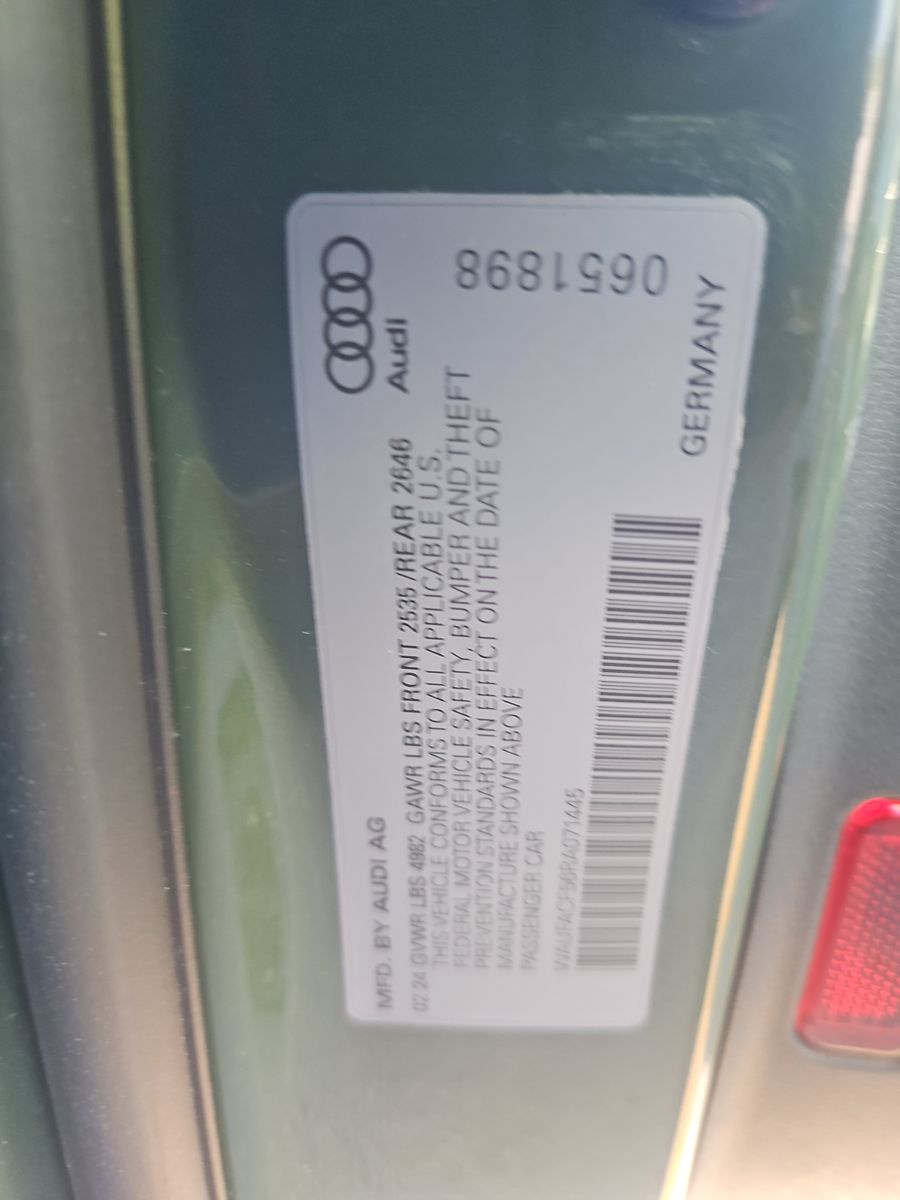 Audi
0651898
GERMANY
MFD. BY AUDI AG
02.24 GVWR LBS 4982 GAWR LBS FRONT 2535/REAR 2646
THIS VEHICLE CONFORMS TO ALL APPLICABLE U.S.
FEDERAL MOTOR VEHICLE SAFETY, BUMPER AND THEFT
PREVENTION STANDARDS IN EFFECT ON THE DATE OF
MANUFACTURE SHOWN ABOVE
PASSENGER CAR
WAUFACF56RA071445